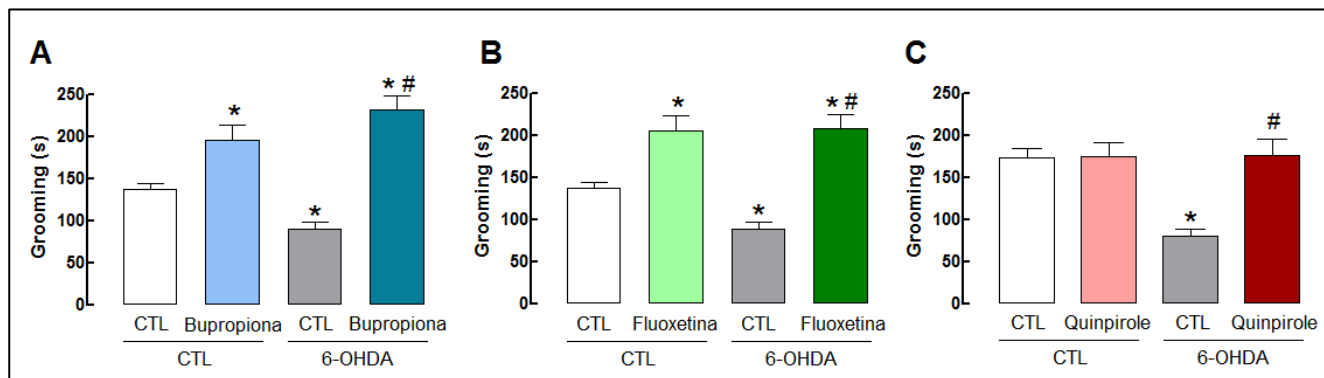 A
Grooming (s)
250
200
150
100
50
0
* * * #
CTL Bupropiona CTL Bupropiona
CTL 6-OHDA
B
Grooming (s)
250
200
150
100
50
0
* * * #
CTL Fluoxetina CTL Fluoxetina
CTL 6-OHDA
C
Grooming (s)
250
200
150
100
50
0
* #
CTL Quinpirole CTL Quinpirole
CTL 6-OHDA